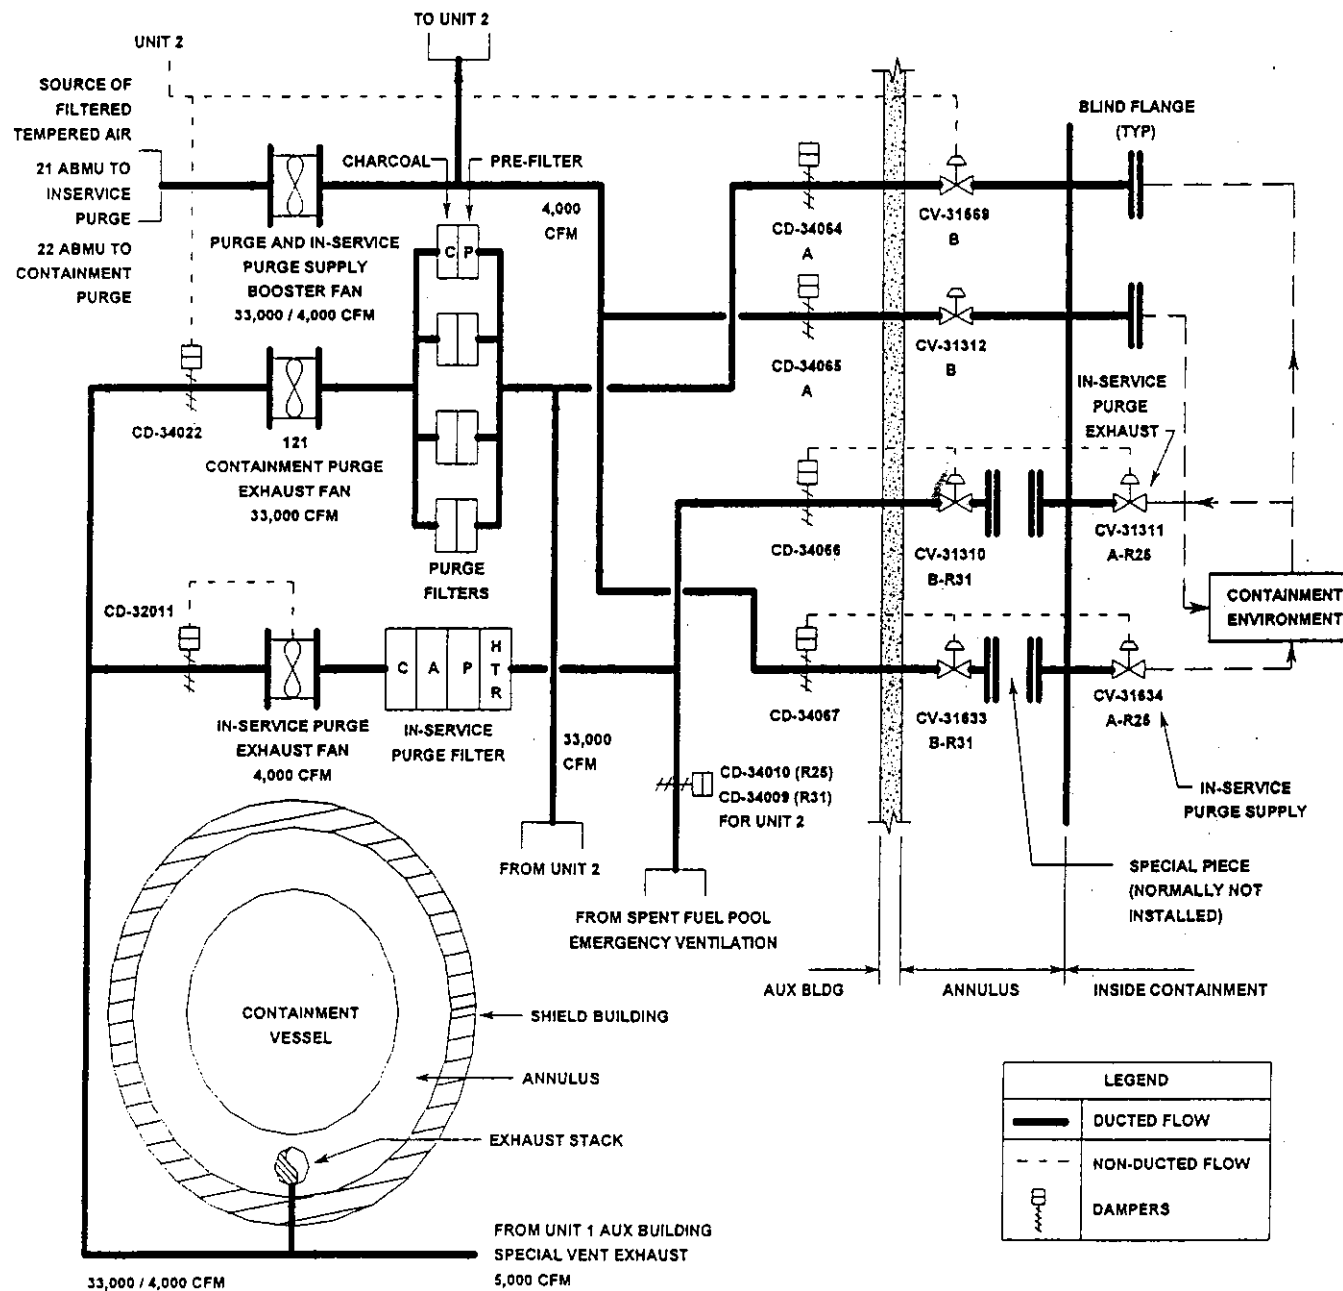 TO UNIT 2
UNIT 2
SOURCE OF
FILTERED
TEMPERED AIR
21 ABMU TO
INSERVICE
PURGE
22 ABMU TO
CONTAINMENT
PURGE
CHARCOAL
PRE-FILTER
C P
PURGE AND IN-SERVICE
PURGE SUPPLY
BOOSTER FAN
33,000 / 4,000 CFM
4,000
CFM
CD-34064
A
CV-31569
B
BLIND FLANGE
(TYP)
CD-34065
A
CV-31312
B
IN-SERVICE
PURGE
EXHAUST
CD-34022
121
CONTAINMENT PURGE
EXHAUST FAN
33,000 CFM
PURGE
FILTERS
CD-34066
CV-31310
B-R31
CV-31311
A-R25
CONTAINMENT
ENVIRONMENT
CD-32011
C A P H
T
R
IN-SERVICE PURGE
EXHAUST FAN
4,000 CFM
IN-SERVICE
PURGE FILTER
33,000
CFM
CD-34067
CV-31633
B-R31
CV-31634
A-R25
CD-34010 (R25)
CD-34009 (R31)
FOR UNIT 2
IN-SERVICE
PURGE SUPPLY
FROM UNIT 2
SPECIAL PIECE
(NORMALLY NOT
INSTALLED)
FROM SPENT FUEL POOL
EMERGENCY VENTILATION
AUX BLDG
ANNULUS
INSIDE CONTAINMENT
CONTAINMENT
VESSEL
SHIELD BUILDING
ANNULUS
EXHAUST STACK
LEGEND
DUCTED FLOW
NON-DUCTED FLOW
DAMPERS
FROM UNIT 1 AUX BUILDING
SPECIAL VENT EXHAUST
5,000 CFM
33,000 / 4,000 CFM